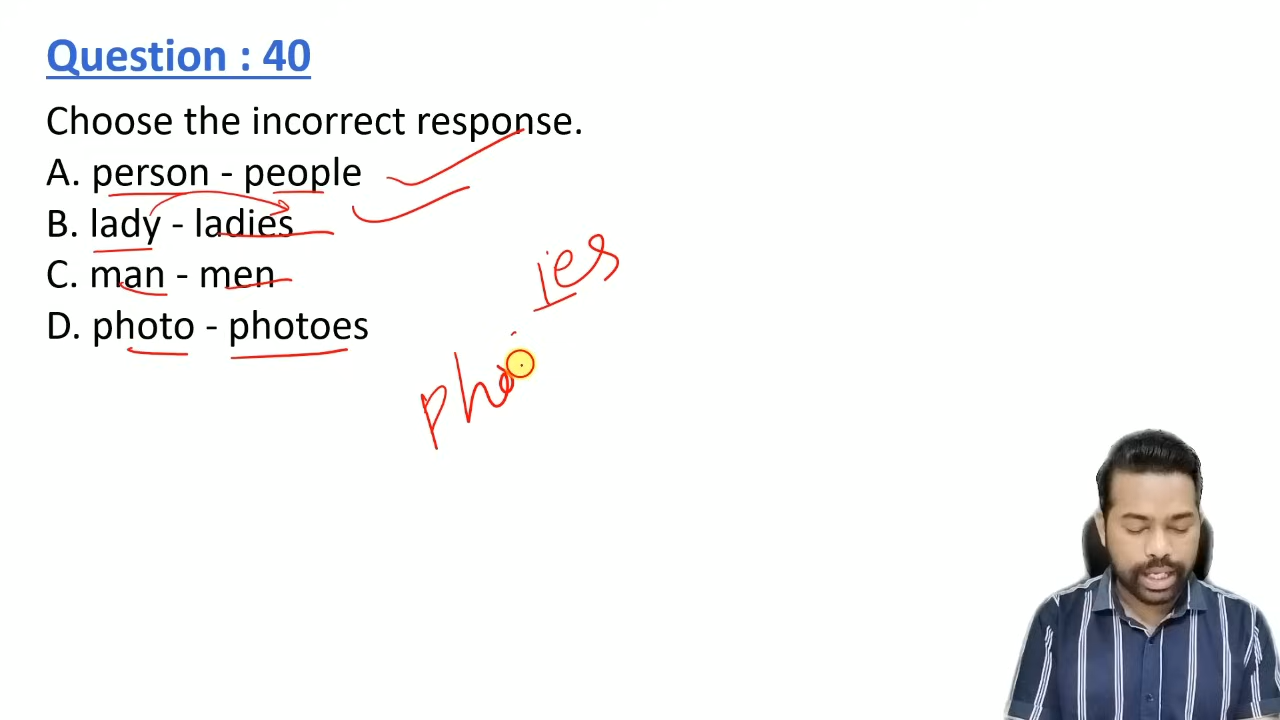 Question : 40
Choose the incorrect response.
A. person - people
B. lady - ladies
C. man - men
D. photo - photoes
ies
pho